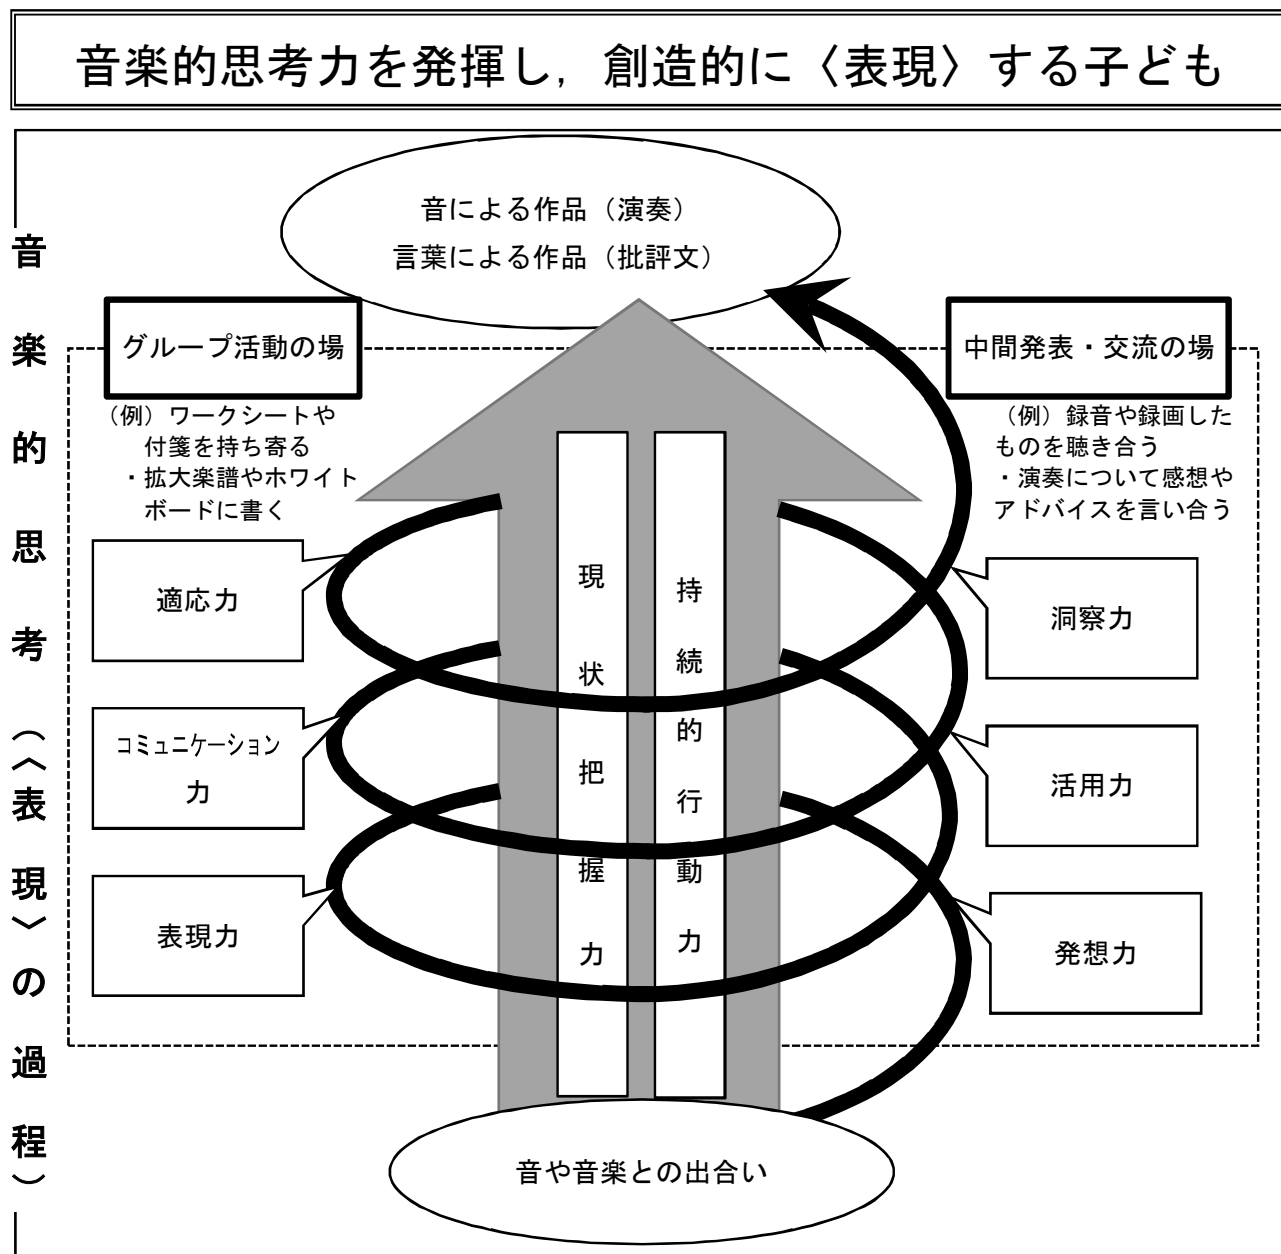 音楽的思考力を発揮し，創造的に〈表現〉する子ども
音楽的思考（〈表現〉の過程）
音による作品（演奏）
言葉による作品（批評文）
グループ活動の場
（例）ワークシートや
付箋を持ち寄る
・拡大楽譜やホワイト
ボードに書く
中間発表・交流の場
（例）録音や録画した
ものを聴き合う
・演奏について感想や
アドバイスを言い合う
適応力
コミュニケーション
力
表現力
現状把握力
持続的行動力
洞察力
活用力
発想力
音や音楽との出合い